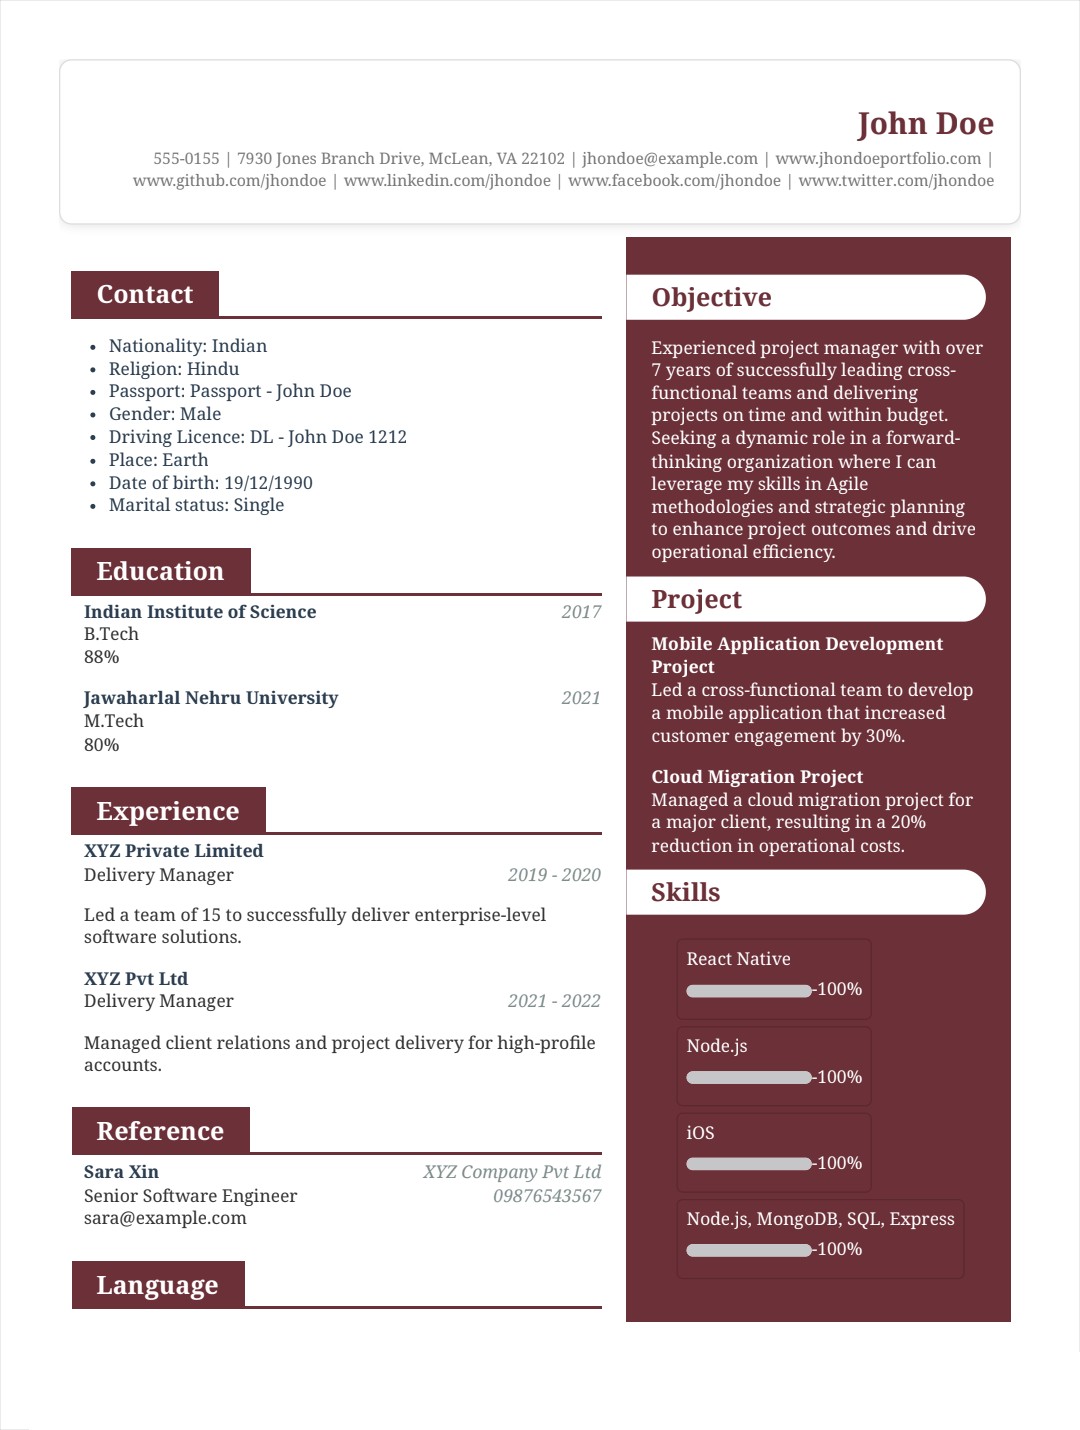 John Doe
555-0155 | 7930 Jones Branch Drive, McLean, VA 22102 | jhondoe@example.com | www.jhondoeportfolio.com |
www.github.com/jhondoe | www.linkedin.com/jhondoe | www.facebook.com/jhondoe | www.twitter.com/jhondoe
Contact
• Nationality: Indian
• Religion: Hindu
• Passport: Passport - John Doe
• Gender: Male
• Driving Licence: DL - John Doe 1212
• Place: Earth
• Date of birth: 19/12/1990
• Marital status: Single
Education
Indian Institute of Science 2017
B.Tech
88%
Jawaharlal Nehru University 2021
M.Tech
80%
Experience
XYZ Private Limited
Delivery Manager 2019 - 2020
Led a team of 15 to successfully deliver enterprise-level
software solutions.
XYZ Pvt Ltd
Delivery Manager 2021 - 2022
Managed client relations and project delivery for high-profile
accounts.
Reference
Sara Xin XYZ Company Pvt Ltd
Senior Software Engineer 09876543567
sara@example.com
Language
Objective
Experienced project manager with over
7 years of successfully leading cross-
functional teams and delivering
projects on time and within budget.
Seeking a dynamic role in a forward-
thinking organization where I can
leverage my skills in Agile
methodologies and strategic planning
to enhance project outcomes and drive
operational efficiency.
Project
Mobile Application Development
Project
Led a cross-functional team to develop
a mobile application that increased
customer engagement by 30%.
Cloud Migration Project
Managed a cloud migration project for
a major client, resulting in a 20%
reduction in operational costs.
Skills
React Native
-100%
Node.js
-100%
iOS
-100%
Node.js, MongoDB, SQL, Express
-100%